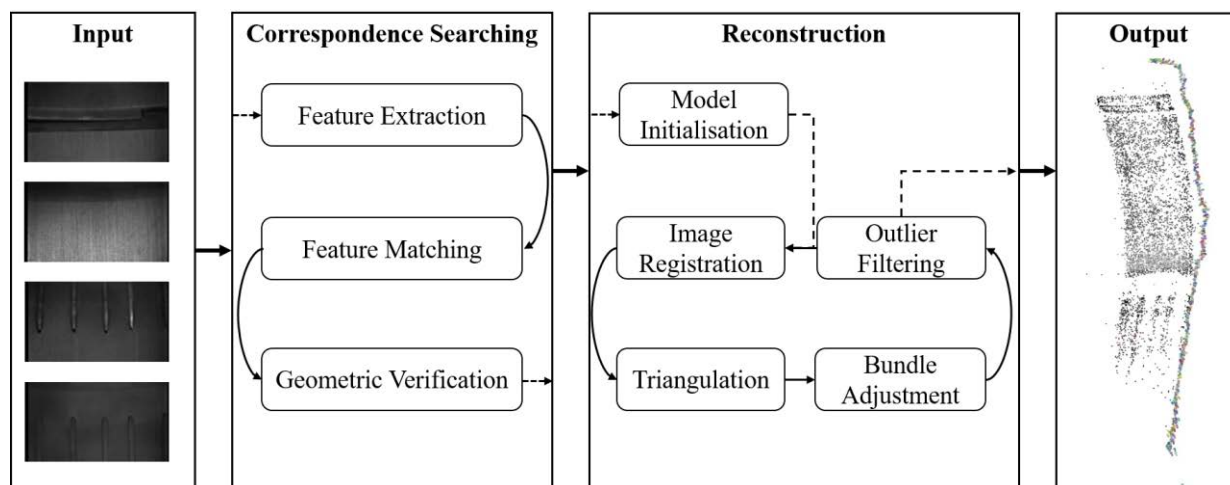 Input
Correspondence Searching
Feature Extraction
Feature Matching
Geometric Verification
Reconstruction
Model
Initialisation
Image
Registration
Outlier
Filtering
Triangulation
Bundle
Adjustment
Output